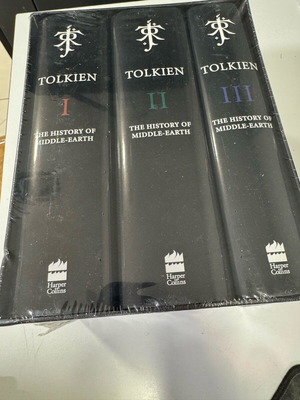 TOLKIEN
I
THE HISTORY OF
MIDDLE-EARTH
Harper
Collins
TOLKIEN
II
THE HISTORY OF
MIDDLE-EARTH
Harper
Collins
TOLKIEN
III
THE HISTORY OF
MIDDLE-EARTH
Harper
Collins